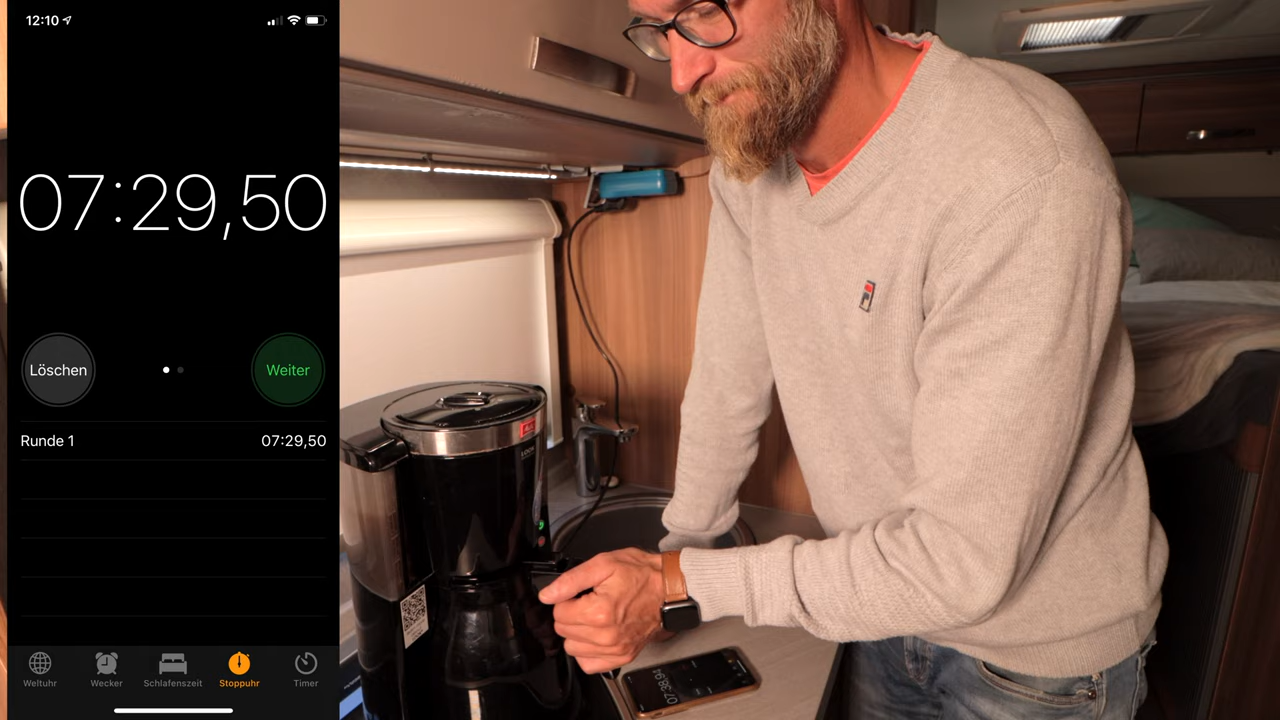 12:10
07:29,50
Löschen
Weiter
Runde 1
07:29,50
Weltuhr
Wecker
Schlafenszeit
Stoppuhr
Timer